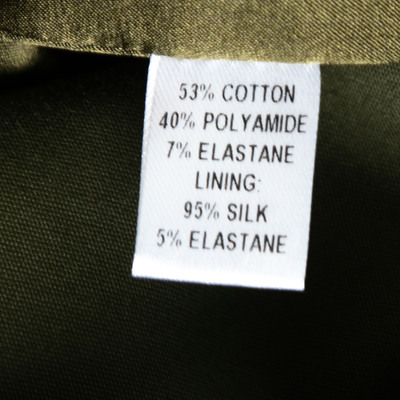 53% COTTON
40% POLYAMIDE
7% ELASTANE
LINING:
95% SILK
5% ELASTANE